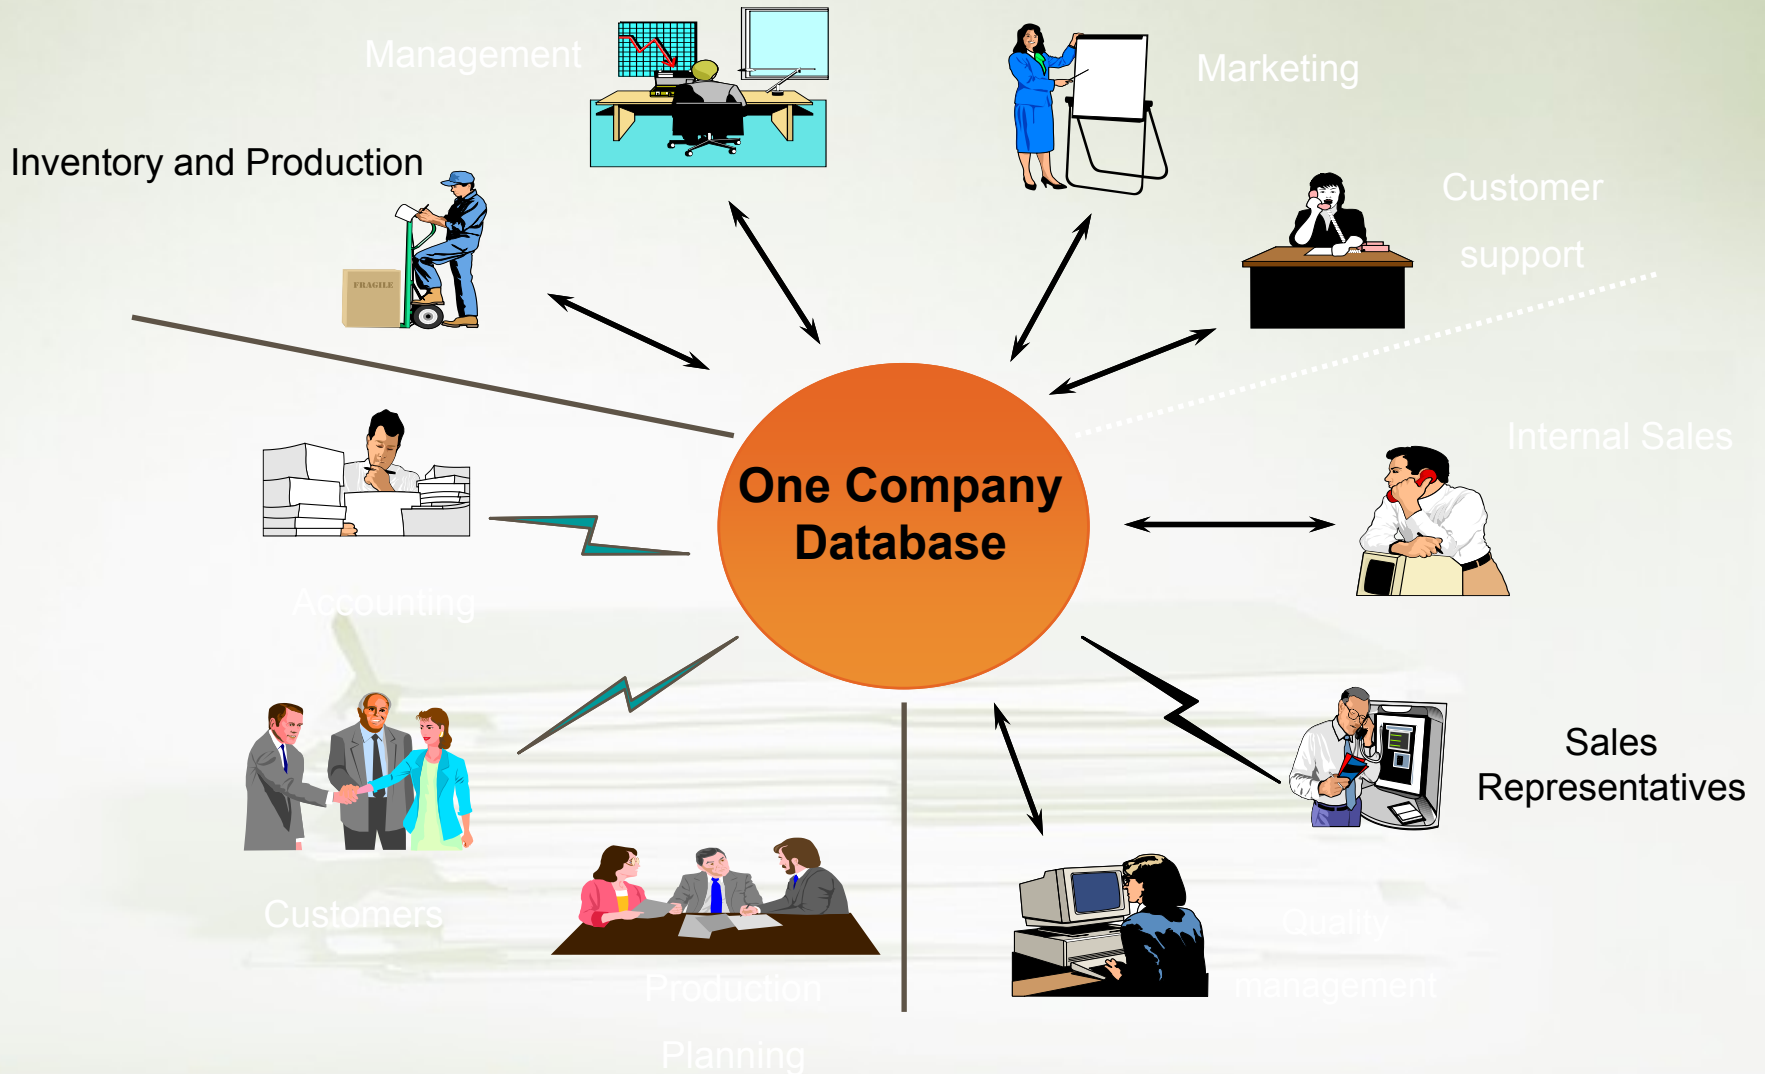 Management
Marketing
Inventory and Production
Customer
support
FRAGILE
Internal Sales
One Company
Database
Accounting
Sales
Representatives
Customers
Quality
management
Production
Planning